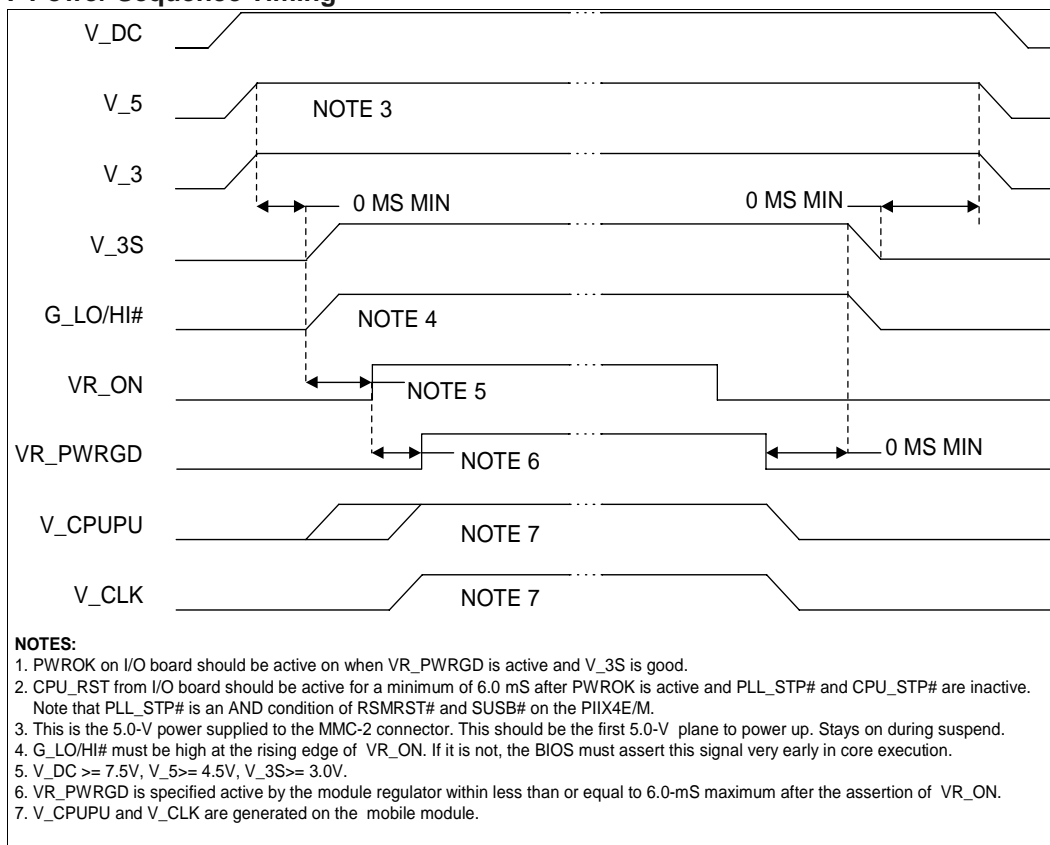 V_DC
V_5
NOTE 3
V_3
0 MS MIN
0 MS MIN
V_3S
G_LO/HI#
NOTE 4
VR_ON
NOTE 5
VR_PWRGD
NOTE 6
0 MS MIN
V_CPUPU
NOTE 7
V_CLK
NOTE 7
NOTES:
1. PWROK on I/O board should be active on when VR_PWRGD is active and V_3S is good.
2. CPU_RST from I/O board should be active for a minimum of 6.0 mS after PWROK is active and PLL_STP# and CPU_STP# are inactive.
Note that PLL_STP# is an AND condition of RSMRST# and SUSB# on the PIIX4E/M.
3. This is the 5.0-V power supplied to the MMC-2 connector. This should be the first 5.0-V plane to power up. Stays on during suspend.
4. G_LO/HI# must be high at the rising edge of VR_ON. If it is not, the BIOS must assert this signal very early in core execution.
5. V_DC >= 7.5V, V_5>= 4.5V, V_3S>= 3.0V.
6. VR_PWRGD is specified active by the module regulator within less than or equal to 6.0-mS maximum after the assertion of VR_ON.
7. V_CPUPU and V_CLK are generated on the mobile module.